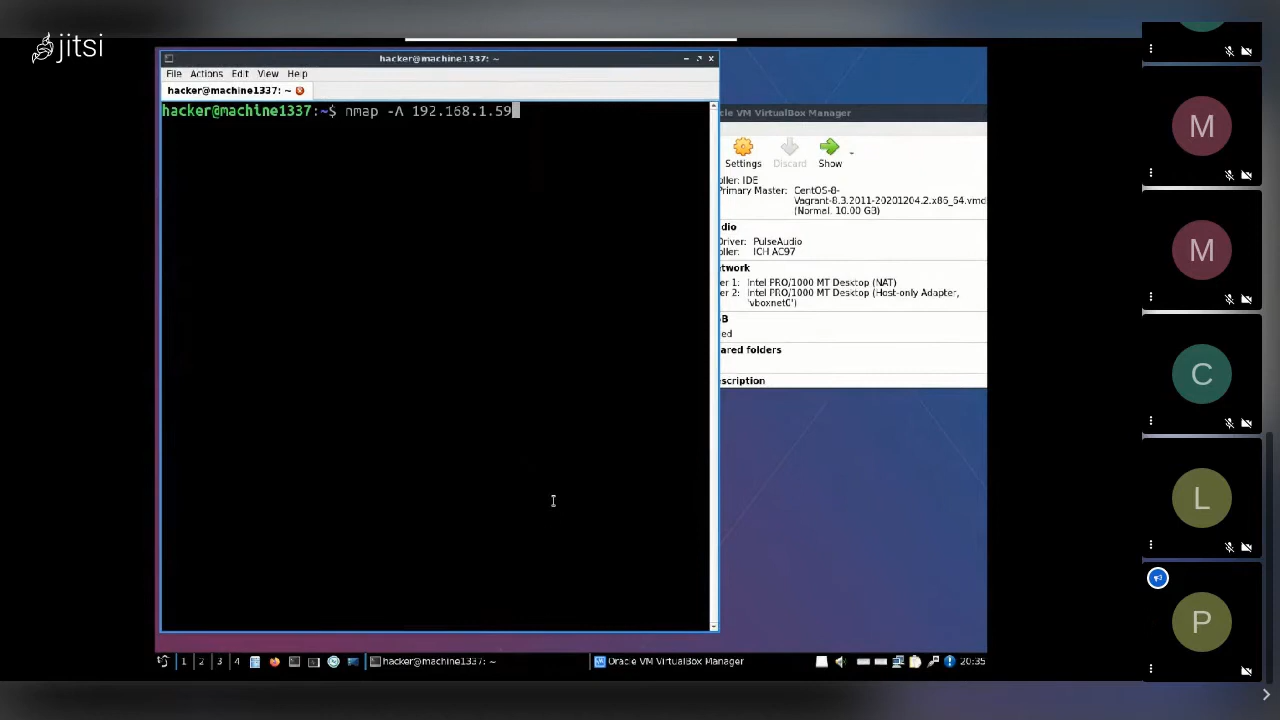 jitsi
hacker@machine1337: ~
File Actions Edit View Help
hacker@machine1337: ~
hacker@machine1337:~$ nmap -A 192.168.1.59
cle VM VirtualBox Manager
Settings Discard Show
oller: IDE
Primary Master: CentOS-8-
Vagrant-8.3.2011-20201204.2.x86_64.vmd
(Normal, 10.00 GB)
dio
Driver: PulseAudio
oller: ICH AC97
etwork
er 1: Intel PRO/1000 MT Desktop (NAT)
er 2: Intel PRO/1000 MT Desktop (Host-only Adapter,
'vboxnet0')
B
ed
ared folders
scription
1 2 3 4 hacker@machine1337: ~ Oracle VM VirtualBox Manager 20:35
M
M
C
L
P